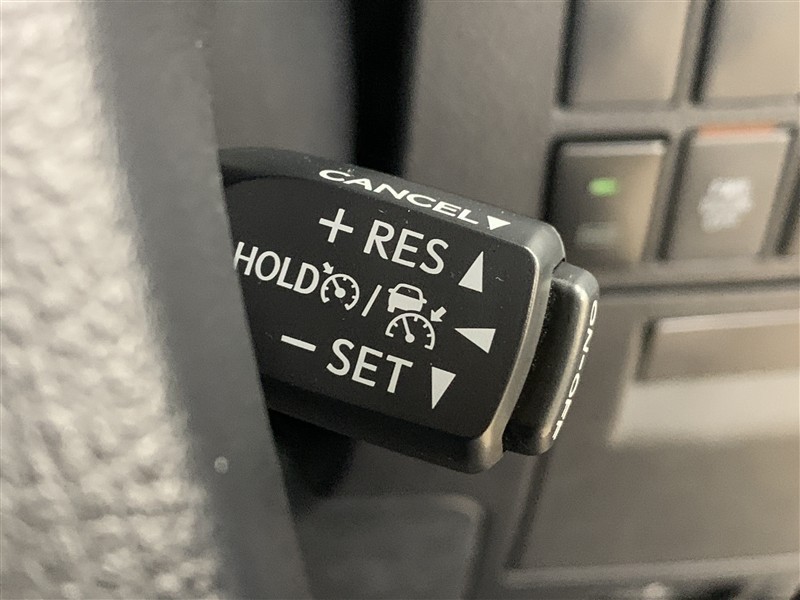 CANCEL▼
+ RES ▲
HOLD / ◀
− SET ▼
ON-OFF